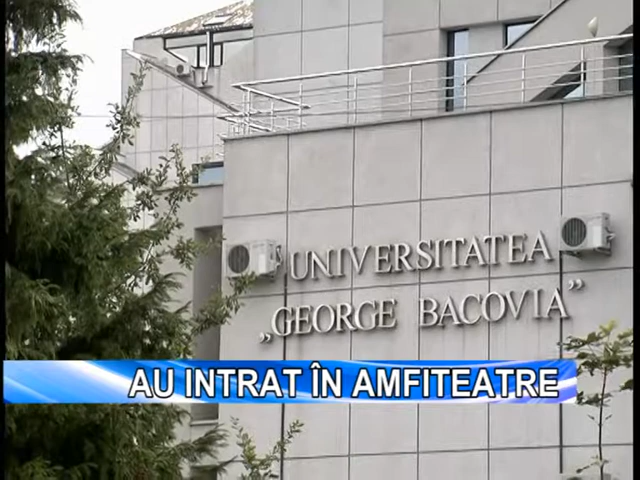 UNIVERSITATEA
„GEORGE BACOVIA”
AU INTRAT ÎN AMFITEATRE